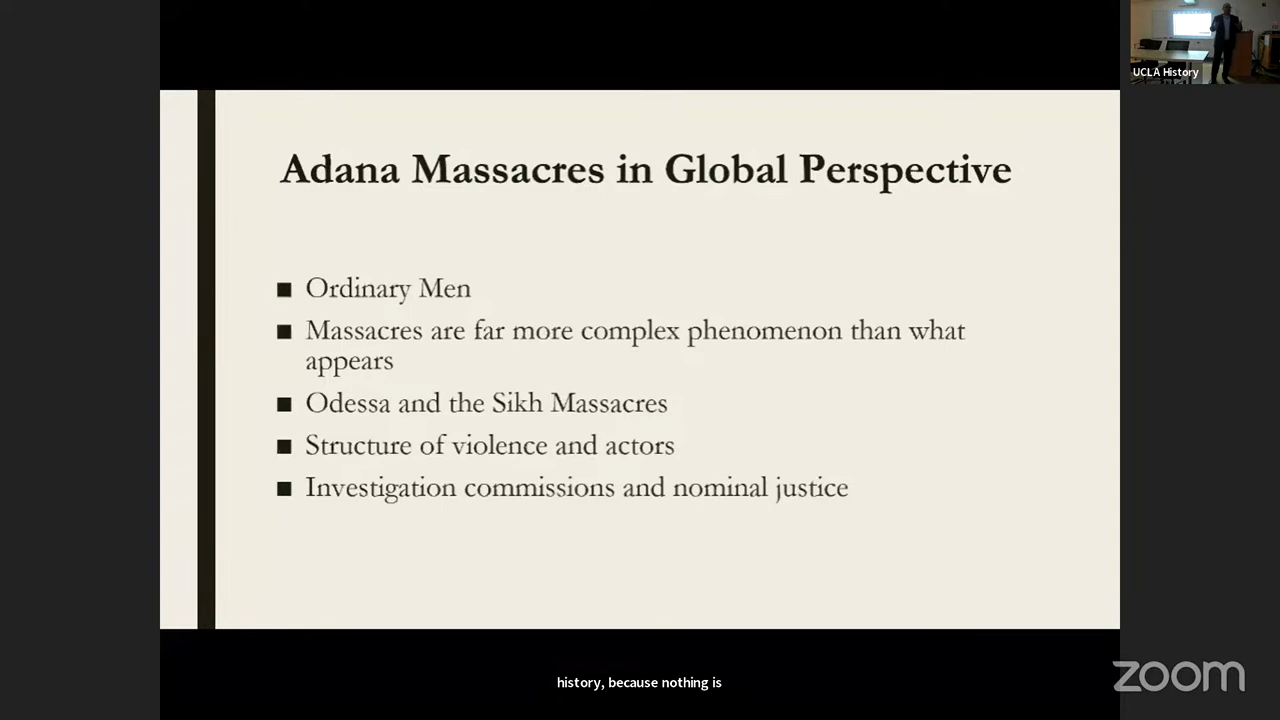 UCLA History
Adana Massacres in Global Perspective
■ Ordinary Men
■ Massacres are far more complex phenomenon than what
appears
■ Odessa and the Sikh Massacres
■ Structure of violence and actors
■ Investigation commissions and nominal justice
history, because nothing is
zoom